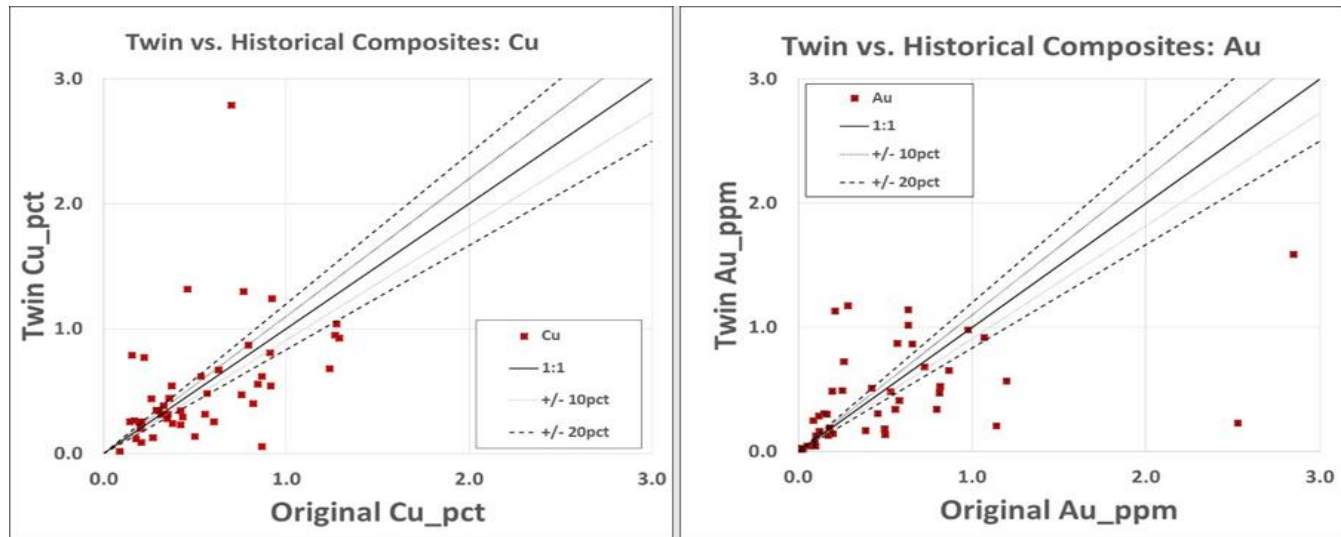 Twin vs. Historical Composites: Cu
3.0
2.0
1.0
0.0
Twin Cu_pct
Cu
1:1
+/- 10pct
+/- 20pct
0.0 1.0 2.0 3.0
Original Cu_pct
Twin vs. Historical Composites: Au
3.0
2.0
1.0
0.0
Twin Au_ppm
Au
1:1
+/- 10pct
+/- 20pct
0.0 1.0 2.0 3.0
Original Au_ppm